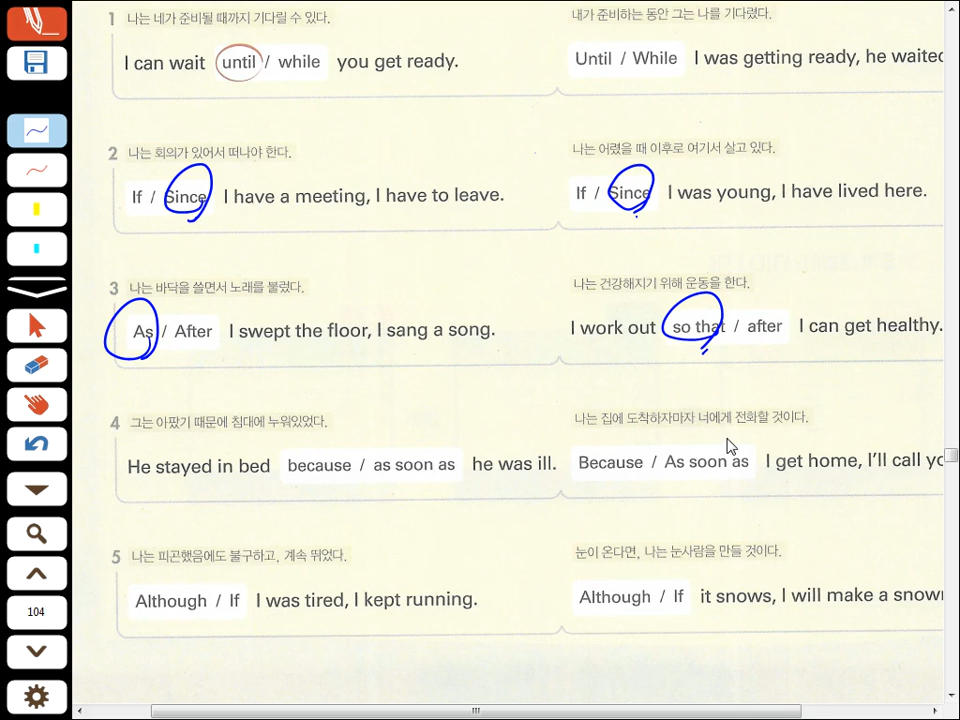 1 나는 네가 준비될 때까지 기다릴 수 있다.
I can wait until / while you get ready.
내가 준비하는 동안 그는 나를 기다렸다.
Until / While I was getting ready, he waited
2 나는 회의가 있어서 떠나야 한다.
If / Since I have a meeting, I have to leave.
나는 어렸을 때 이후로 여기서 살고 있다.
If / Since I was young, I have lived here.
3 나는 바닥을 쓸면서 노래를 불렀다.
As / After I swept the floor, I sang a song.
나는 건강해지기 위해 운동을 한다.
I work out so that / after I can get healthy.
4 그는 아팠기 때문에 침대에 누워있었다.
He stayed in bed because / as soon as he was ill.
나는 집에 도착하자마자 너에게 전화할 것이다.
Because / As soon as I get home, I'll call yo
5 나는 피곤했음에도 불구하고, 계속 뛰었다.
Although / If I was tired, I kept running.
눈이 온다면, 나는 눈사람을 만들 것이다.
Although / If it snows, I will make a snow
104